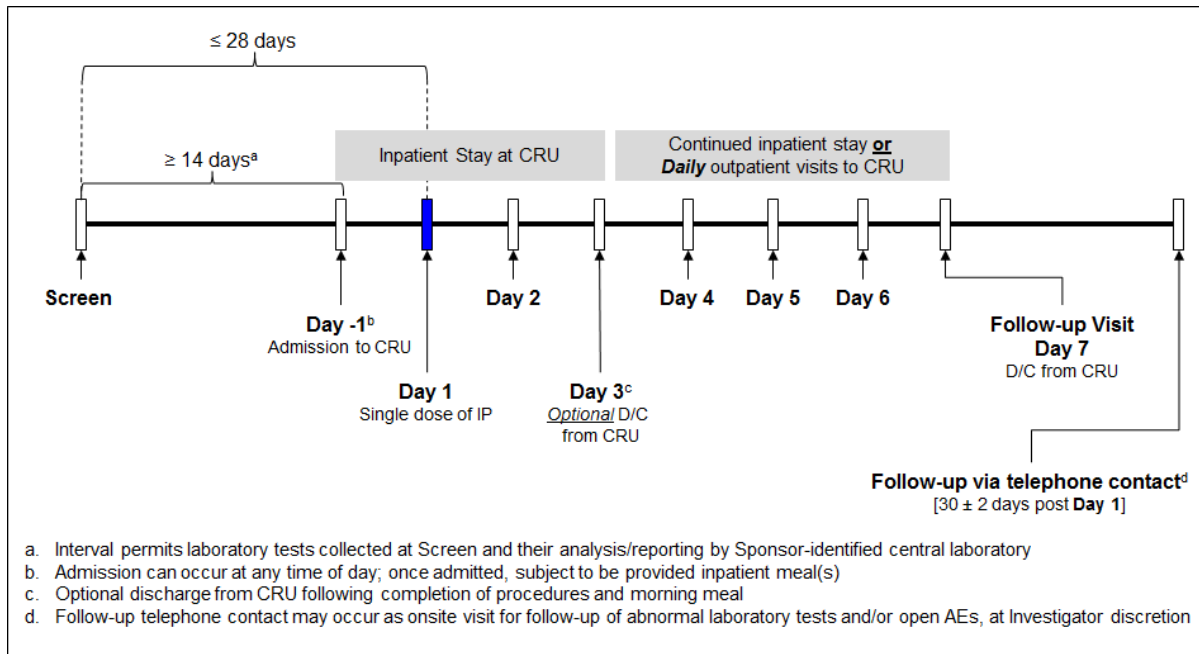 ≤ 28 days
≥ 14 daysᵃ
Inpatient Stay at CRU
Continued inpatient stay or
Daily outpatient visits to CRU
Screen
Day -1ᵇ
Admission to CRU
Day 1
Single dose of IP
Day 2
Day 3ᶜ
Optional D/C
from CRU
Day 4
Day 5
Day 6
Follow-up Visit
Day 7
D/C from CRU
Follow-up via telephone contactᵈ
[30 ± 2 days post Day 1]
a. Interval permits laboratory tests collected at Screen and their analysis/reporting by Sponsor-identified central laboratory
b. Admission can occur at any time of day; once admitted, subject to be provided inpatient meal(s)
c. Optional discharge from CRU following completion of procedures and morning meal
d. Follow-up telephone contact may occur as onsite visit for follow-up of abnormal laboratory tests and/or open AEs, at Investigator discretion